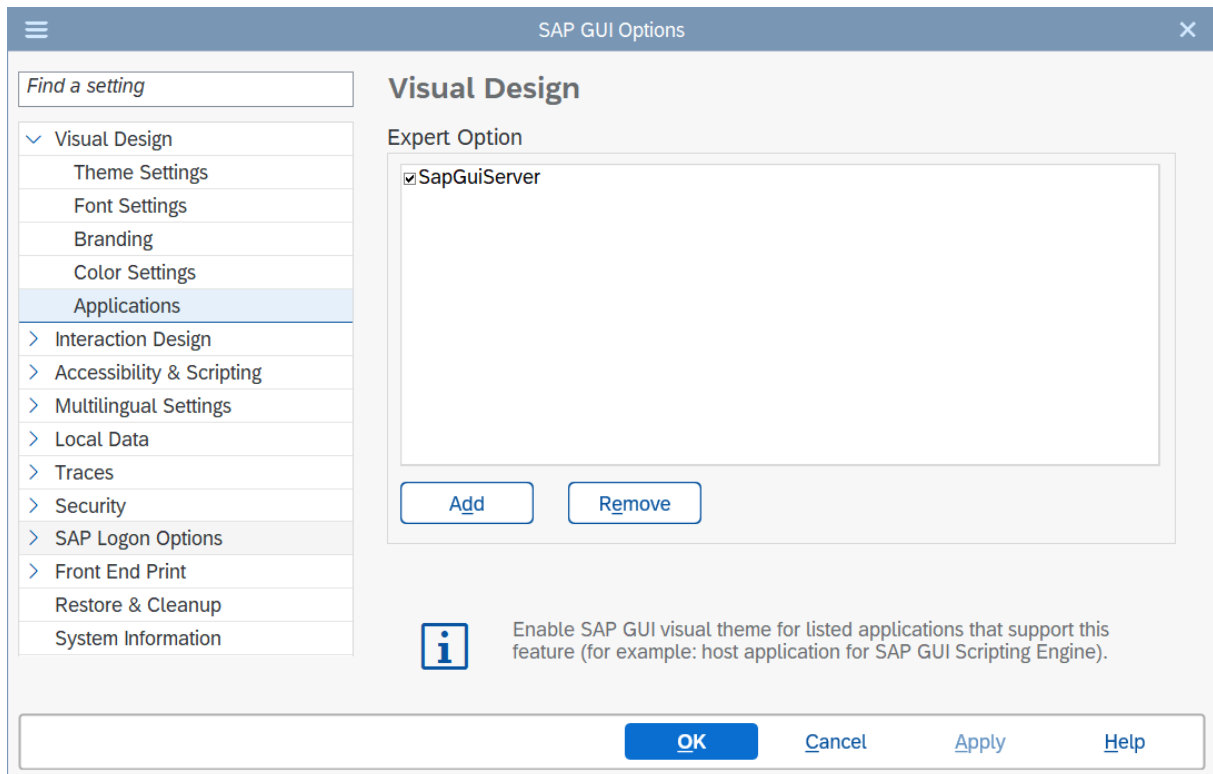 SAP GUI Options
Find a setting
Visual Design
Theme Settings
Font Settings
Branding
Color Settings
Applications
Interaction Design
Accessibility & Scripting
Multilingual Settings
Local Data
Traces
Security
SAP Logon Options
Front End Print
Restore & Cleanup
System Information
Visual Design
Expert Option
SapGuiServer
Add
Remove
Enable SAP GUI visual theme for listed applications that support this
feature (for example: host application for SAP GUI Scripting Engine).
OK
Cancel
Apply
Help